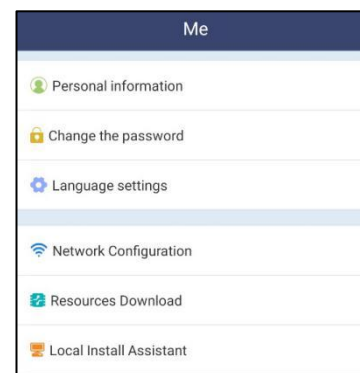 Me
Personal information
Change the password
Language settings
Network Configuration
Resources Download
Local Install Assistant